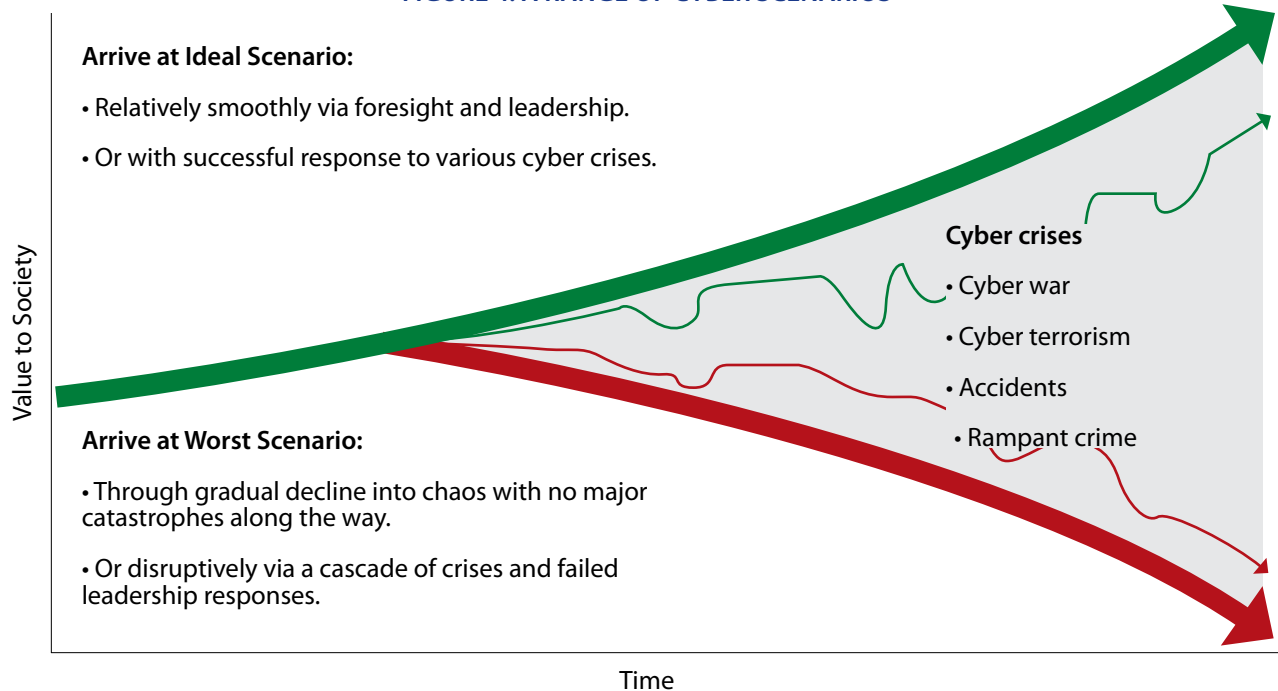 Arrive at Ideal Scenario:
• Relatively smoothly via foresight and leadership.
• Or with successful response to various cyber crises.
Cyber crises
• Cyber war
• Cyber terrorism
• Accidents
• Rampant crime
Value to Society
Arrive at Worst Scenario:
• Through gradual decline into chaos with no major
catastrophes along the way.
• Or disruptively via a cascade of crises and failed
leadership responses.
Time